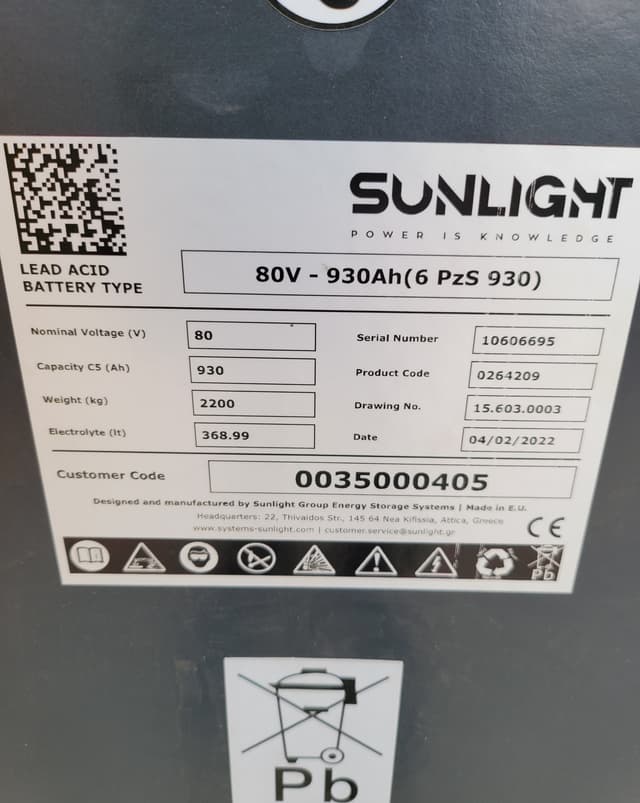 SUNLIGHT
POWER IS KNOWLEDGE
LEAD ACID
BATTERY TYPE
80V - 930Ah(6 PzS 930)
Nominal Voltage (V) 80
Serial Number 10606695
Capacity C5 (Ah) 930
Product Code 0264209
Weight (kg) 2200
Drawing No. 15.603.0003
Electrolyte (lt) 368.99
Date 04/02/2022
Customer Code 0035000405
Designed and manufactured by Sunlight Group Energy Storage Systems | Made in E.U.
Headquarters: 22, Thivaidos Str., 145 64 Nea Kifissia, Attica, Greece
www.systems-sunlight.com | customer.service@sunlight.gr
CE
Pb
Pb